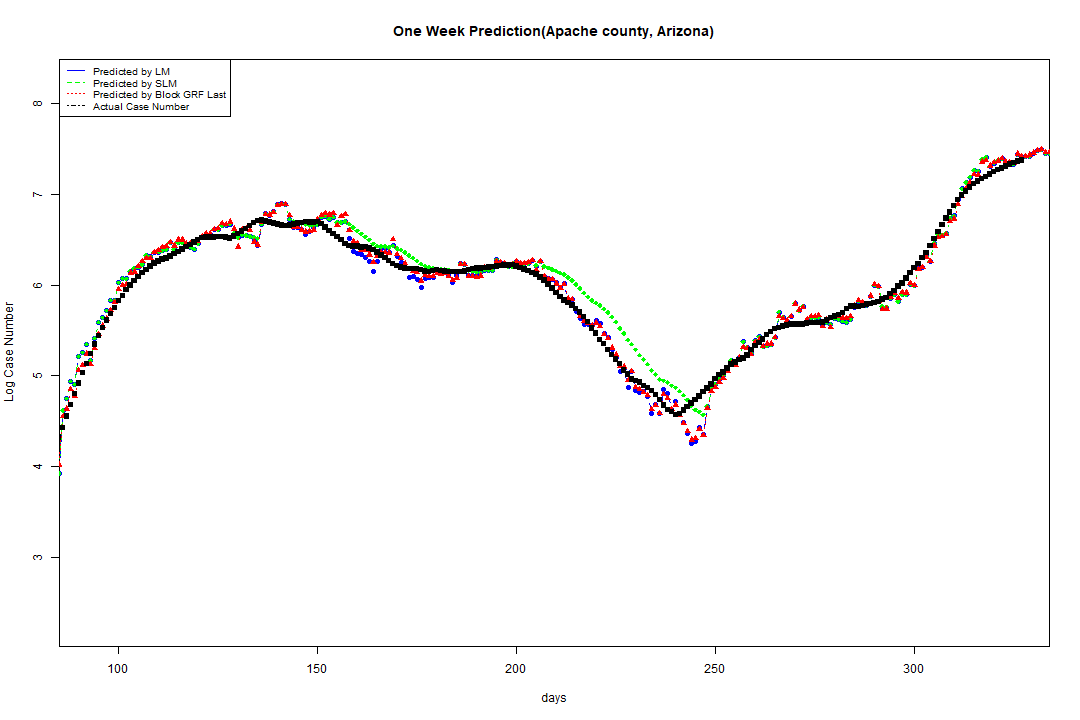 One Week Prediction(Apache county, Arizona)
Predicted by LM
Predicted by SLM
Predicted by Block GRF Last
Actual Case Number
8
7
6
5
4
3
Log Case Number
100 150 200 250 300
days